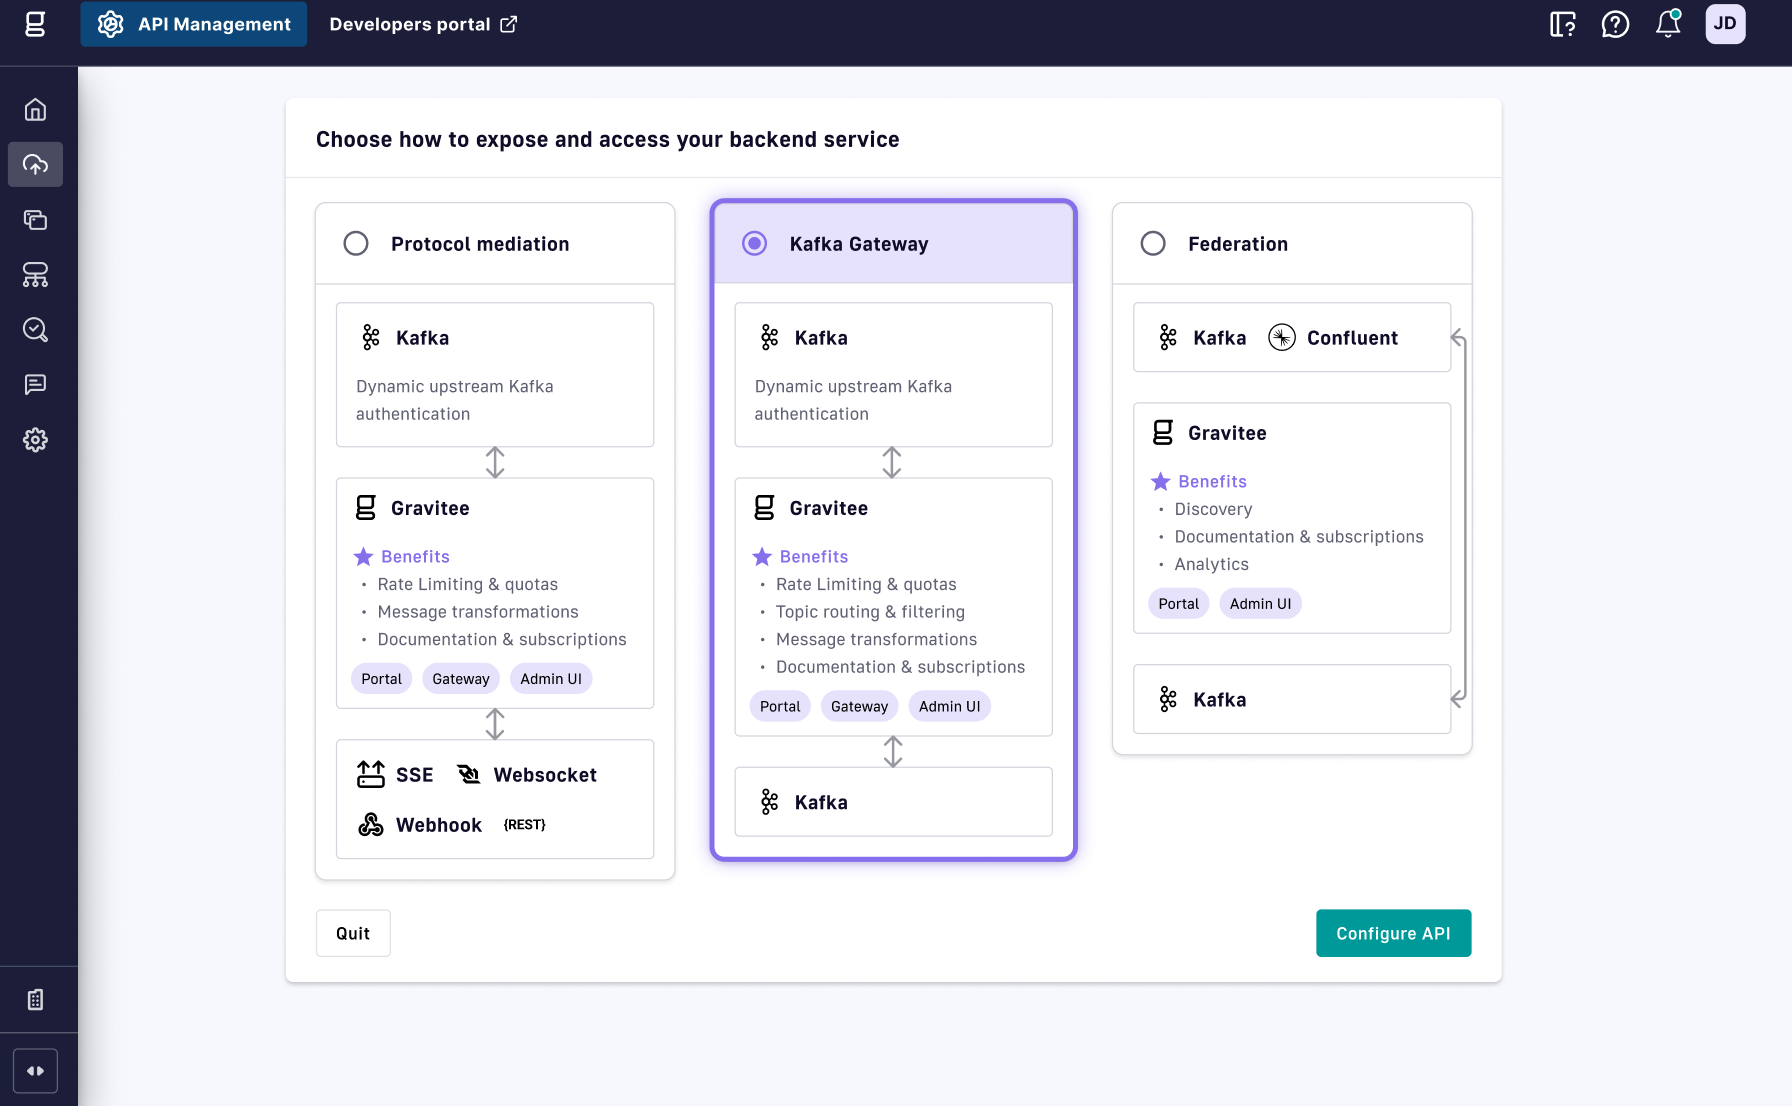 API Management
Developers portal
JD
Choose how to expose and access your backend service
Protocol mediation
Kafka
Dynamic upstream Kafka
authentication
Gravitee
Benefits
• Rate Limiting & quotas
• Message transformations
• Documentation & subscriptions
Portal Gateway Admin UI
SSE Websocket
Webhook {REST}
Kafka Gateway
Kafka
Dynamic upstream Kafka
authentication
Gravitee
Benefits
• Rate Limiting & quotas
• Topic routing & filtering
• Message transformations
• Documentation & subscriptions
Portal Gateway Admin UI
Kafka
Federation
Kafka Confluent
Gravitee
Benefits
• Discovery
• Documentation & subscriptions
• Analytics
Portal Admin UI
Kafka
Quit
Configure API